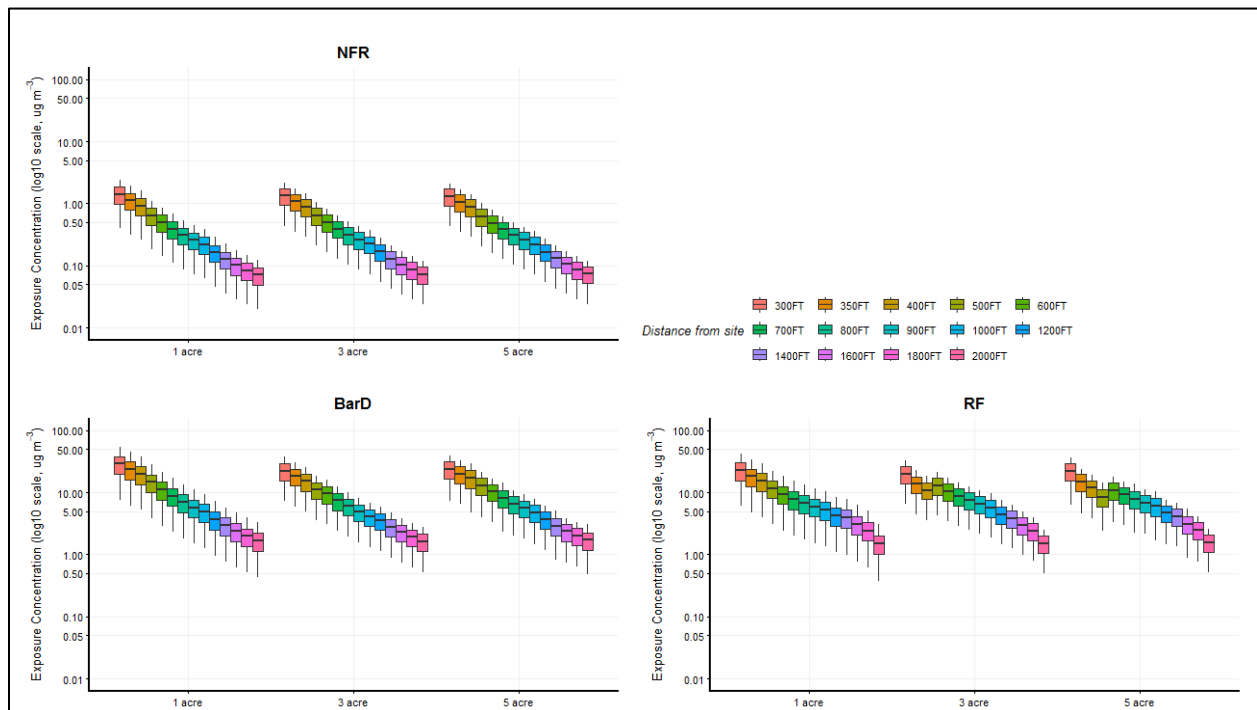 NFR
Exposure Concentration (log10 scale, ug m⁻³)
100.00
50.00
10.00
5.00
1.00
0.50
0.10
0.05
0.01
1 acre 3 acre 5 acre
300FT 350FT 400FT 500FT 600FT
Distance from site 700FT 800FT 900FT 1000FT 1200FT
1400FT 1600FT 1800FT 2000FT
BarD
Exposure Concentration (log10 scale, ug m⁻³)
100.00
50.00
10.00
5.00
1.00
0.50
0.10
0.05
0.01
1 acre 3 acre 5 acre
RF
Exposure Concentration (log10 scale, ug m⁻³)
100.00
50.00
10.00
5.00
1.00
0.50
0.10
0.05
0.01
1 acre 3 acre 5 acre